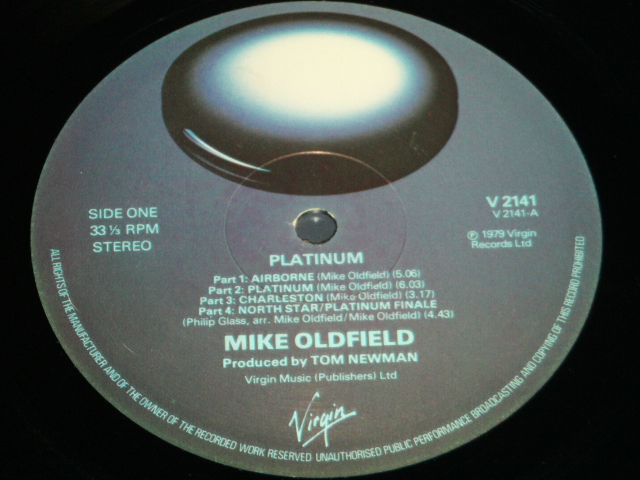 SIDE ONE
33 ⅓ RPM
STEREO
V 2141
V 2141-A
Ⓟ 1979 Virgin
Records Ltd
PLATINUM
Part 1: AIRBORNE (Mike Oldfield) (5.06)
Part 2: PLATINUM (Mike Oldfield) (6.03)
Part 3: CHARLESTON (Mike Oldfield) (3.17)
Part 4: NORTH STAR/PLATINUM FINALE
(Philip Glass, arr. Mike Oldfield/Mike Oldfield) (4.43)
MIKE OLDFIELD
Produced by TOM NEWMAN
Virgin Music (Publishers) Ltd
Virgin
ALL RIGHTS OF THE MANUFACTURER AND OF THE OWNER OF THE RECORDED WORK RESERVED UNAUTHORISED PUBLIC PERFORMANCE BROADCASTING AND COPYING OF THIS RECORD PROHIBITED